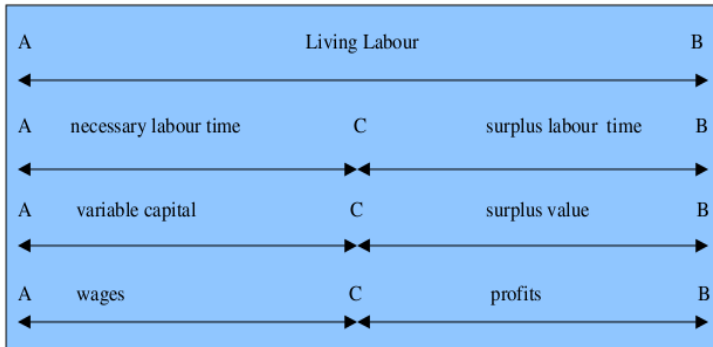 A Living Labour B
A necessary labour time C surplus labour time B
A variable capital C surplus value B
A wages C profits B